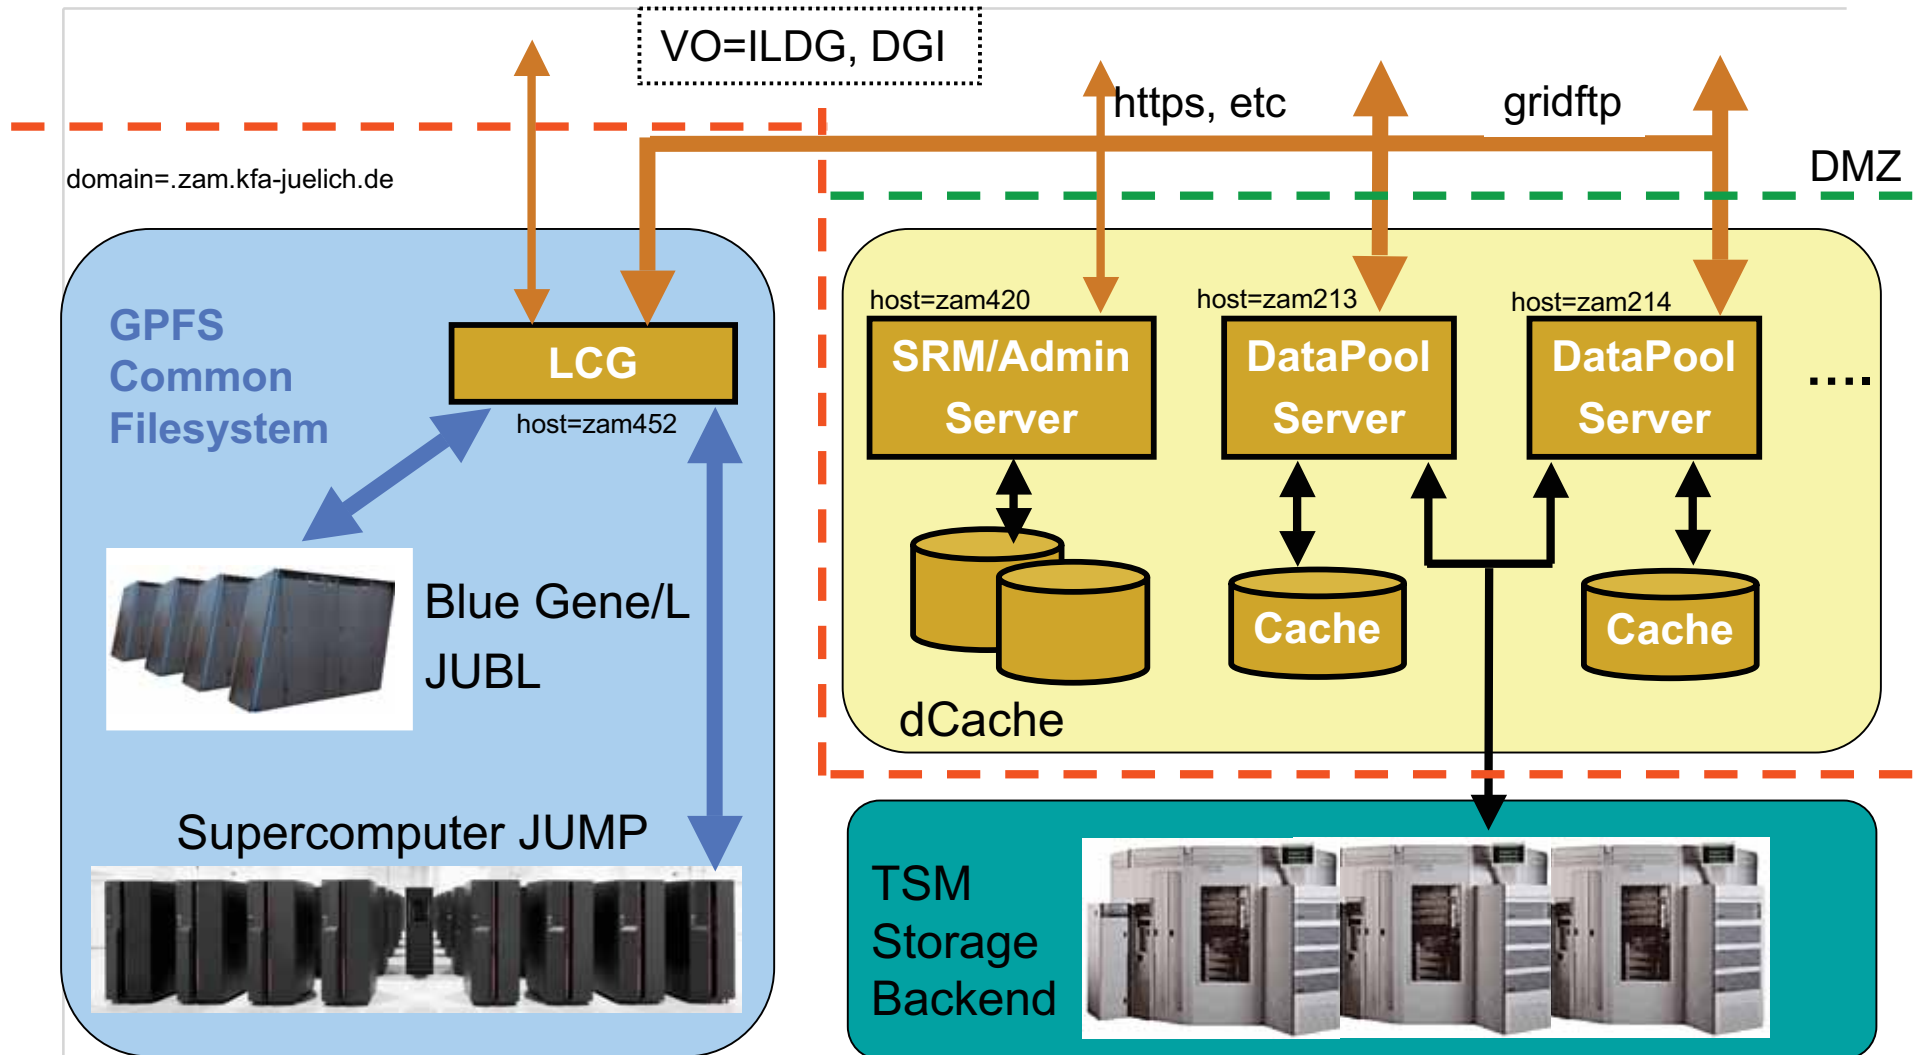 VO=ILDG, DGI
https, etc
gridftp
DMZ
domain=.zam.kfa-juelich.de
GPFS
Common
Filesystem
LCG
host=zam452
Blue Gene/L
JUBL
Supercomputer JUMP
host=zam420
SRM/Admin
Server
host=zam213
DataPool
Server
host=zam214
DataPool
Server
....
Cache
Cache
dCache
TSM
Storage
Backend